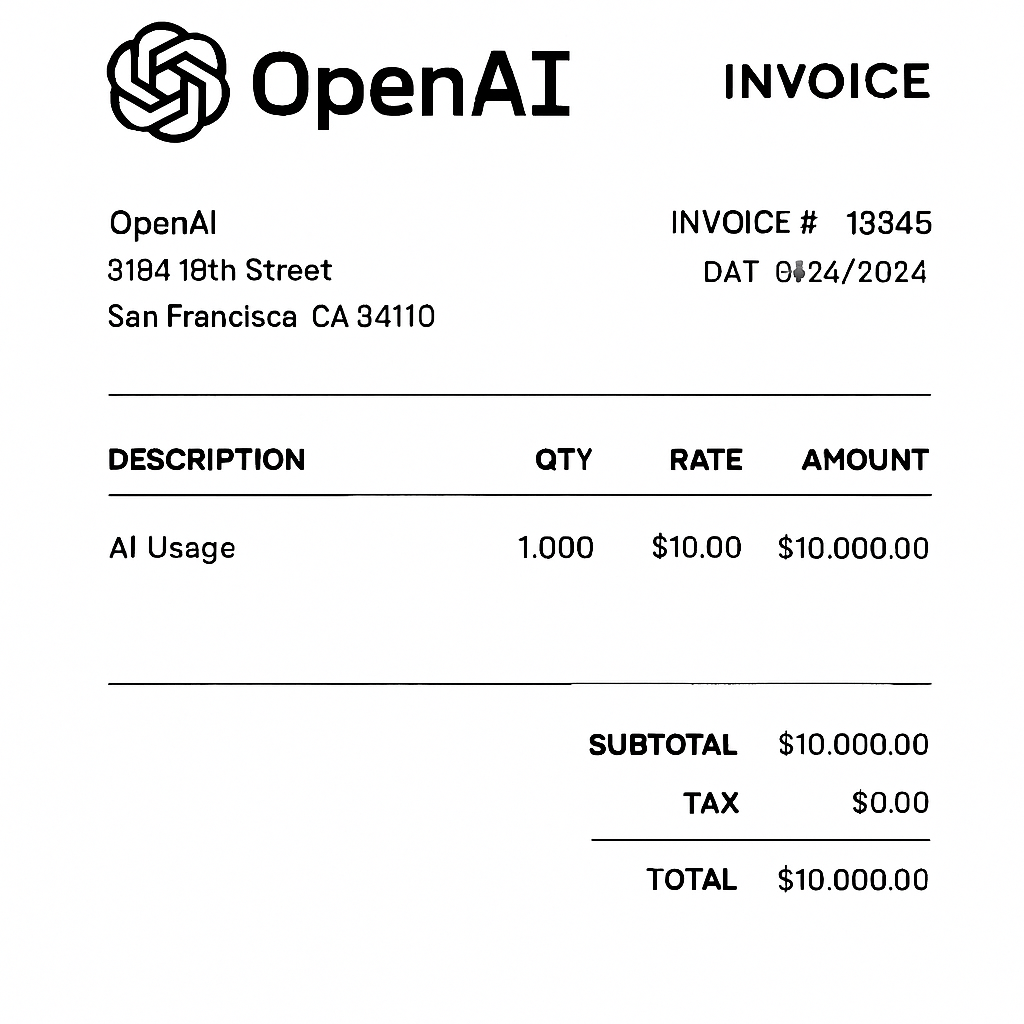 OpenAI
INVOICE
OpenAI
3184 18th Street
San Francisca CA 34110
INVOICE # 13345
DAT 24/2024
DESCRIPTION QTY RATE AMOUNT
AI Usage 1.000 $10.00 $10.000.00
SUBTOTAL $10.000.00
TAX $0.00
TOTAL $10.000.00